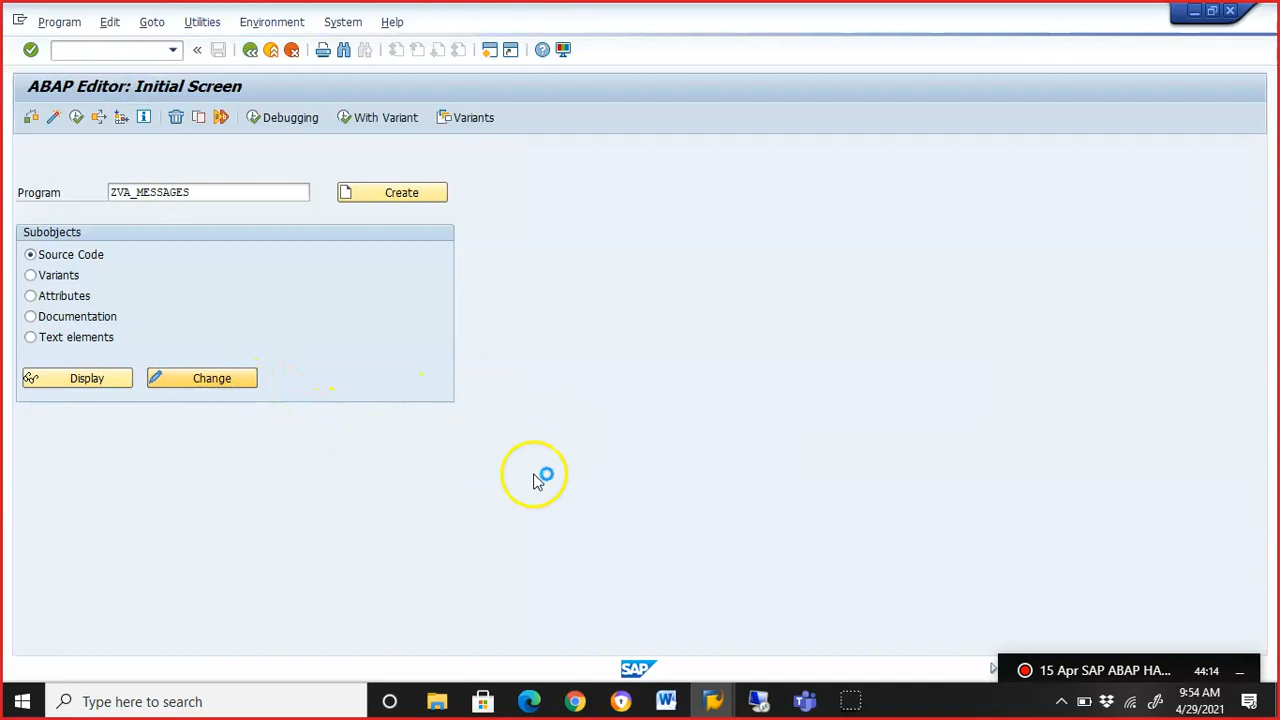 Program Edit Goto Utilities Environment System Help
ABAP Editor: Initial Screen
Debugging With Variant Variants
Program ZVA_MESSAGES Create
Subobjects
Source Code
Variants
Attributes
Documentation
Text elements
Display Change
SAP
15 Apr SAP ABAP HA... 44:14
Type here to search
9:54 AM
4/29/2021